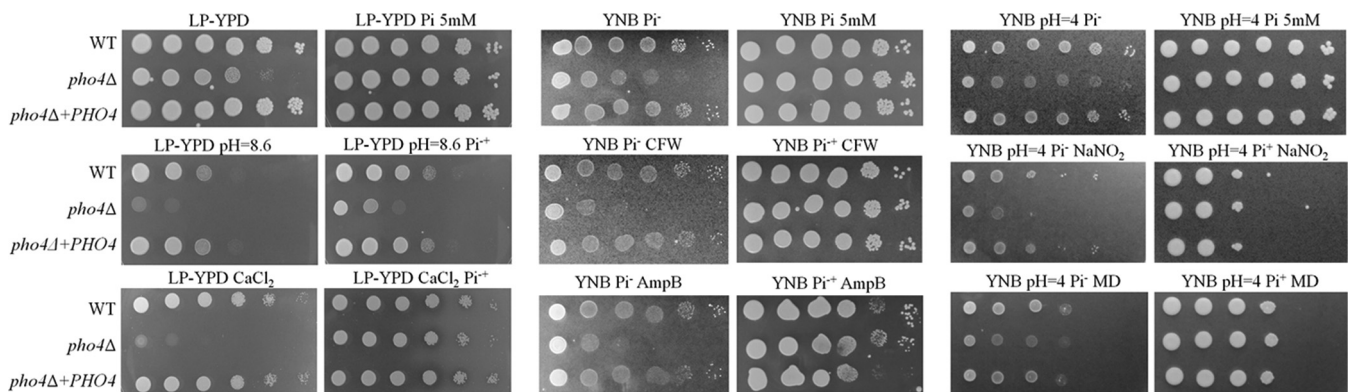 LP-YPD LP-YPD Pi 5mM YNB Pi⁻ YNB Pi 5mM YNB pH=4 Pi⁻ YNB pH=4 Pi 5mM
WT
pho4Δ
pho4Δ+PHO4
LP-YPD pH=8.6 LP-YPD pH=8.6 Pi⁻⁺ YNB Pi⁻ CFW YNB Pi⁻⁺ CFW YNB pH=4 Pi⁻ NaNO₂ YNB pH=4 Pi⁺ NaNO₂
WT
pho4Δ
pho4Δ+PHO4
LP-YPD CaCl₂ LP-YPD CaCl₂ Pi⁻⁺ YNB Pi⁻ AmpB YNB Pi⁻⁺ AmpB YNB pH=4 Pi⁻ MD YNB pH=4 Pi⁺ MD
WT
pho4Δ
pho4Δ+PHO4